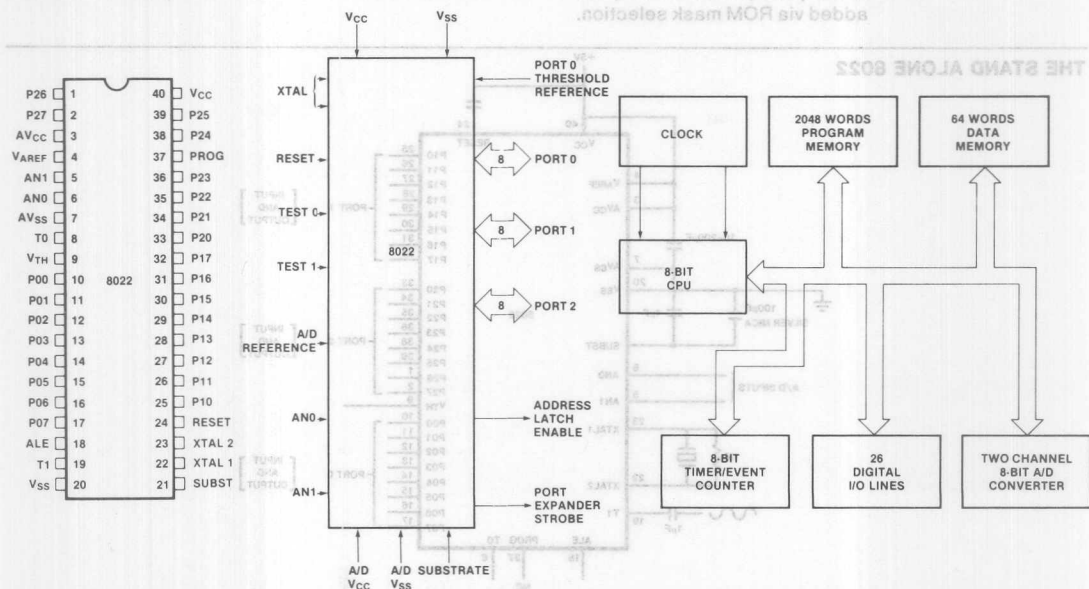 added via ROM mask selection.
THE STAND ALONE 8022
P26 1 40 VCC
P27 2 39 P25
AVCC 3 38 P24
VAREF 4 37 PROG
AN1 5 36 P23
AN0 6 35 P22
AVSS 7 34 P21
T0 8 33 P20
VTH 9 32 P17
P00 10 8022 31 P16
P01 11 30 P15
P02 12 29 P14
P03 13 28 P13
P04 14 27 P12
P05 15 26 P11
P06 16 25 P10
P07 17 24 RESET
ALE 18 23 XTAL 2
T1 19 22 XTAL 1
VSS 20 21 SUBST
VCC
VSS
XTAL
RESET
TEST 0
TEST 1
A/D
REFERENCE
AN0
AN1
8022
PORT 0
THRESHOLD
REFERENCE
8 PORT 0
8 PORT 1
8 PORT 2
ADDRESS
LATCH
ENABLE
PORT
EXPANDER
STROBE
A/D
VCC
A/D
VSS
SUBSTRATE
CLOCK
2048 WORDS
PROGRAM
MEMORY
64 WORDS
DATA
MEMORY
8-BIT
CPU
8-BIT
TIMER/EVENT
COUNTER
26
DIGITAL
I/O LINES
TWO CHANNEL
8-BIT A/D
CONVERTER